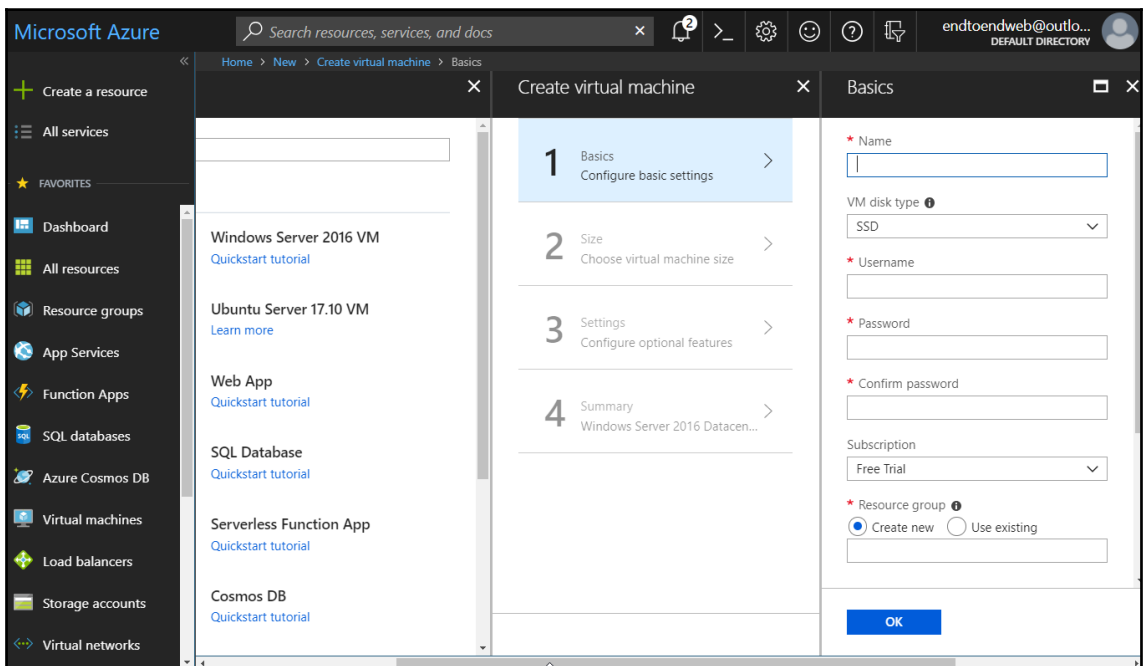 Microsoft Azure
Search resources, services, and docs
2
endtoendweb@outlo...
DEFAULT DIRECTORY
Home > New > Create virtual machine > Basics
Create a resource
All services
FAVORITES
Dashboard
All resources
Resource groups
App Services
Function Apps
SQL databases
Azure Cosmos DB
Virtual machines
Load balancers
Storage accounts
Virtual networks
Windows Server 2016 VM
Quickstart tutorial
Ubuntu Server 17.10 VM
Learn more
Web App
Quickstart tutorial
SQL Database
Quickstart tutorial
Serverless Function App
Quickstart tutorial
Cosmos DB
Quickstart tutorial
Create virtual machine
1
Basics
Configure basic settings
2
Size
Choose virtual machine size
3
Settings
Configure optional features
4
Summary
Windows Server 2016 Datacen...
Basics
* Name
VM disk type
SSD
* Username
* Password
* Confirm password
Subscription
Free Trial
* Resource group
Create new Use existing
OK